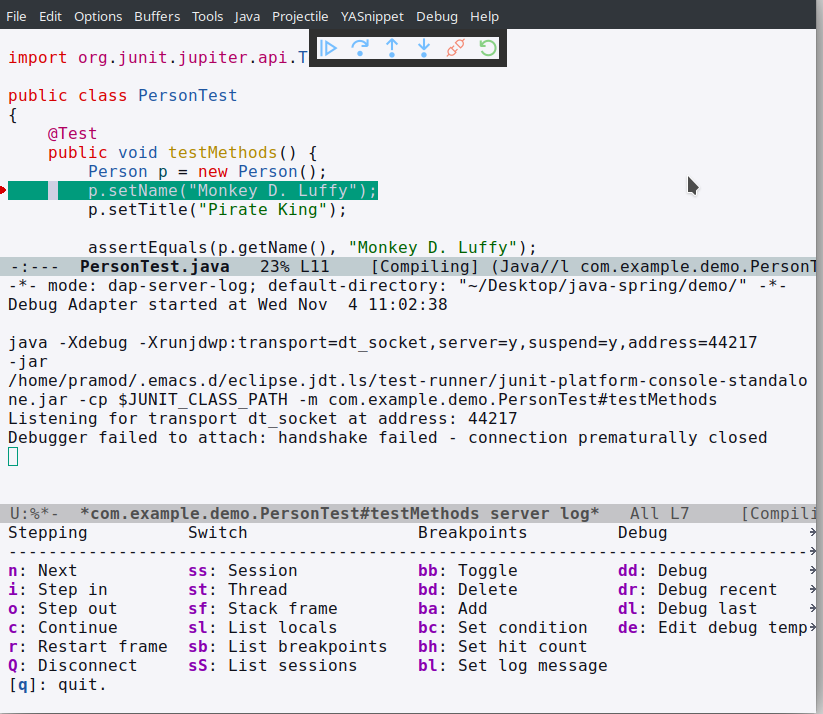 File Edit Options Buffers Tools Java Projectile YASnippet Debug Help
import org.junit.jupiter.api.T
public class PersonTest
{
@Test
public void testMethods() {
Person p = new Person();
p.setName("Monkey D. Luffy");
p.setTitle("Pirate King");
assertEquals(p.getName(), "Monkey D. Luffy");
-:--- PersonTest.java 23% L11 [Compiling] (Java//l com.example.demo.PersonT
-*- mode: dap-server-log; default-directory: "~/Desktop/java-spring/demo/" -*-
Debug Adapter started at Wed Nov 4 11:02:38
java -Xdebug -Xrunjdwp:transport=dt_socket,server=y,suspend=y,address=44217
-jar
/home/pramod/.emacs.d/eclipse.jdt.ls/test-runner/junit-platform-console-standalo
ne.jar -cp $JUNIT_CLASS_PATH -m com.example.demo.PersonTest#testMethods
Listening for transport dt_socket at address: 44217
Debugger failed to attach: handshake failed - connection prematurally closed
U:%*- *com.example.demo.PersonTest#testMethods server log* All L7 [Compili
Stepping Switch Breakpoints Debug
--------------------------------------------------------------------------------
n: Next ss: Session bb: Toggle dd: Debug
i: Step in st: Thread bd: Delete dr: Debug recent
o: Step out sf: Stack frame ba: Add dl: Debug last
c: Continue sl: List locals bc: Set condition de: Edit debug temp
r: Restart frame sb: List breakpoints bh: Set hit count
Q: Disconnect sS: List sessions bl: Set log message
[q]: quit.